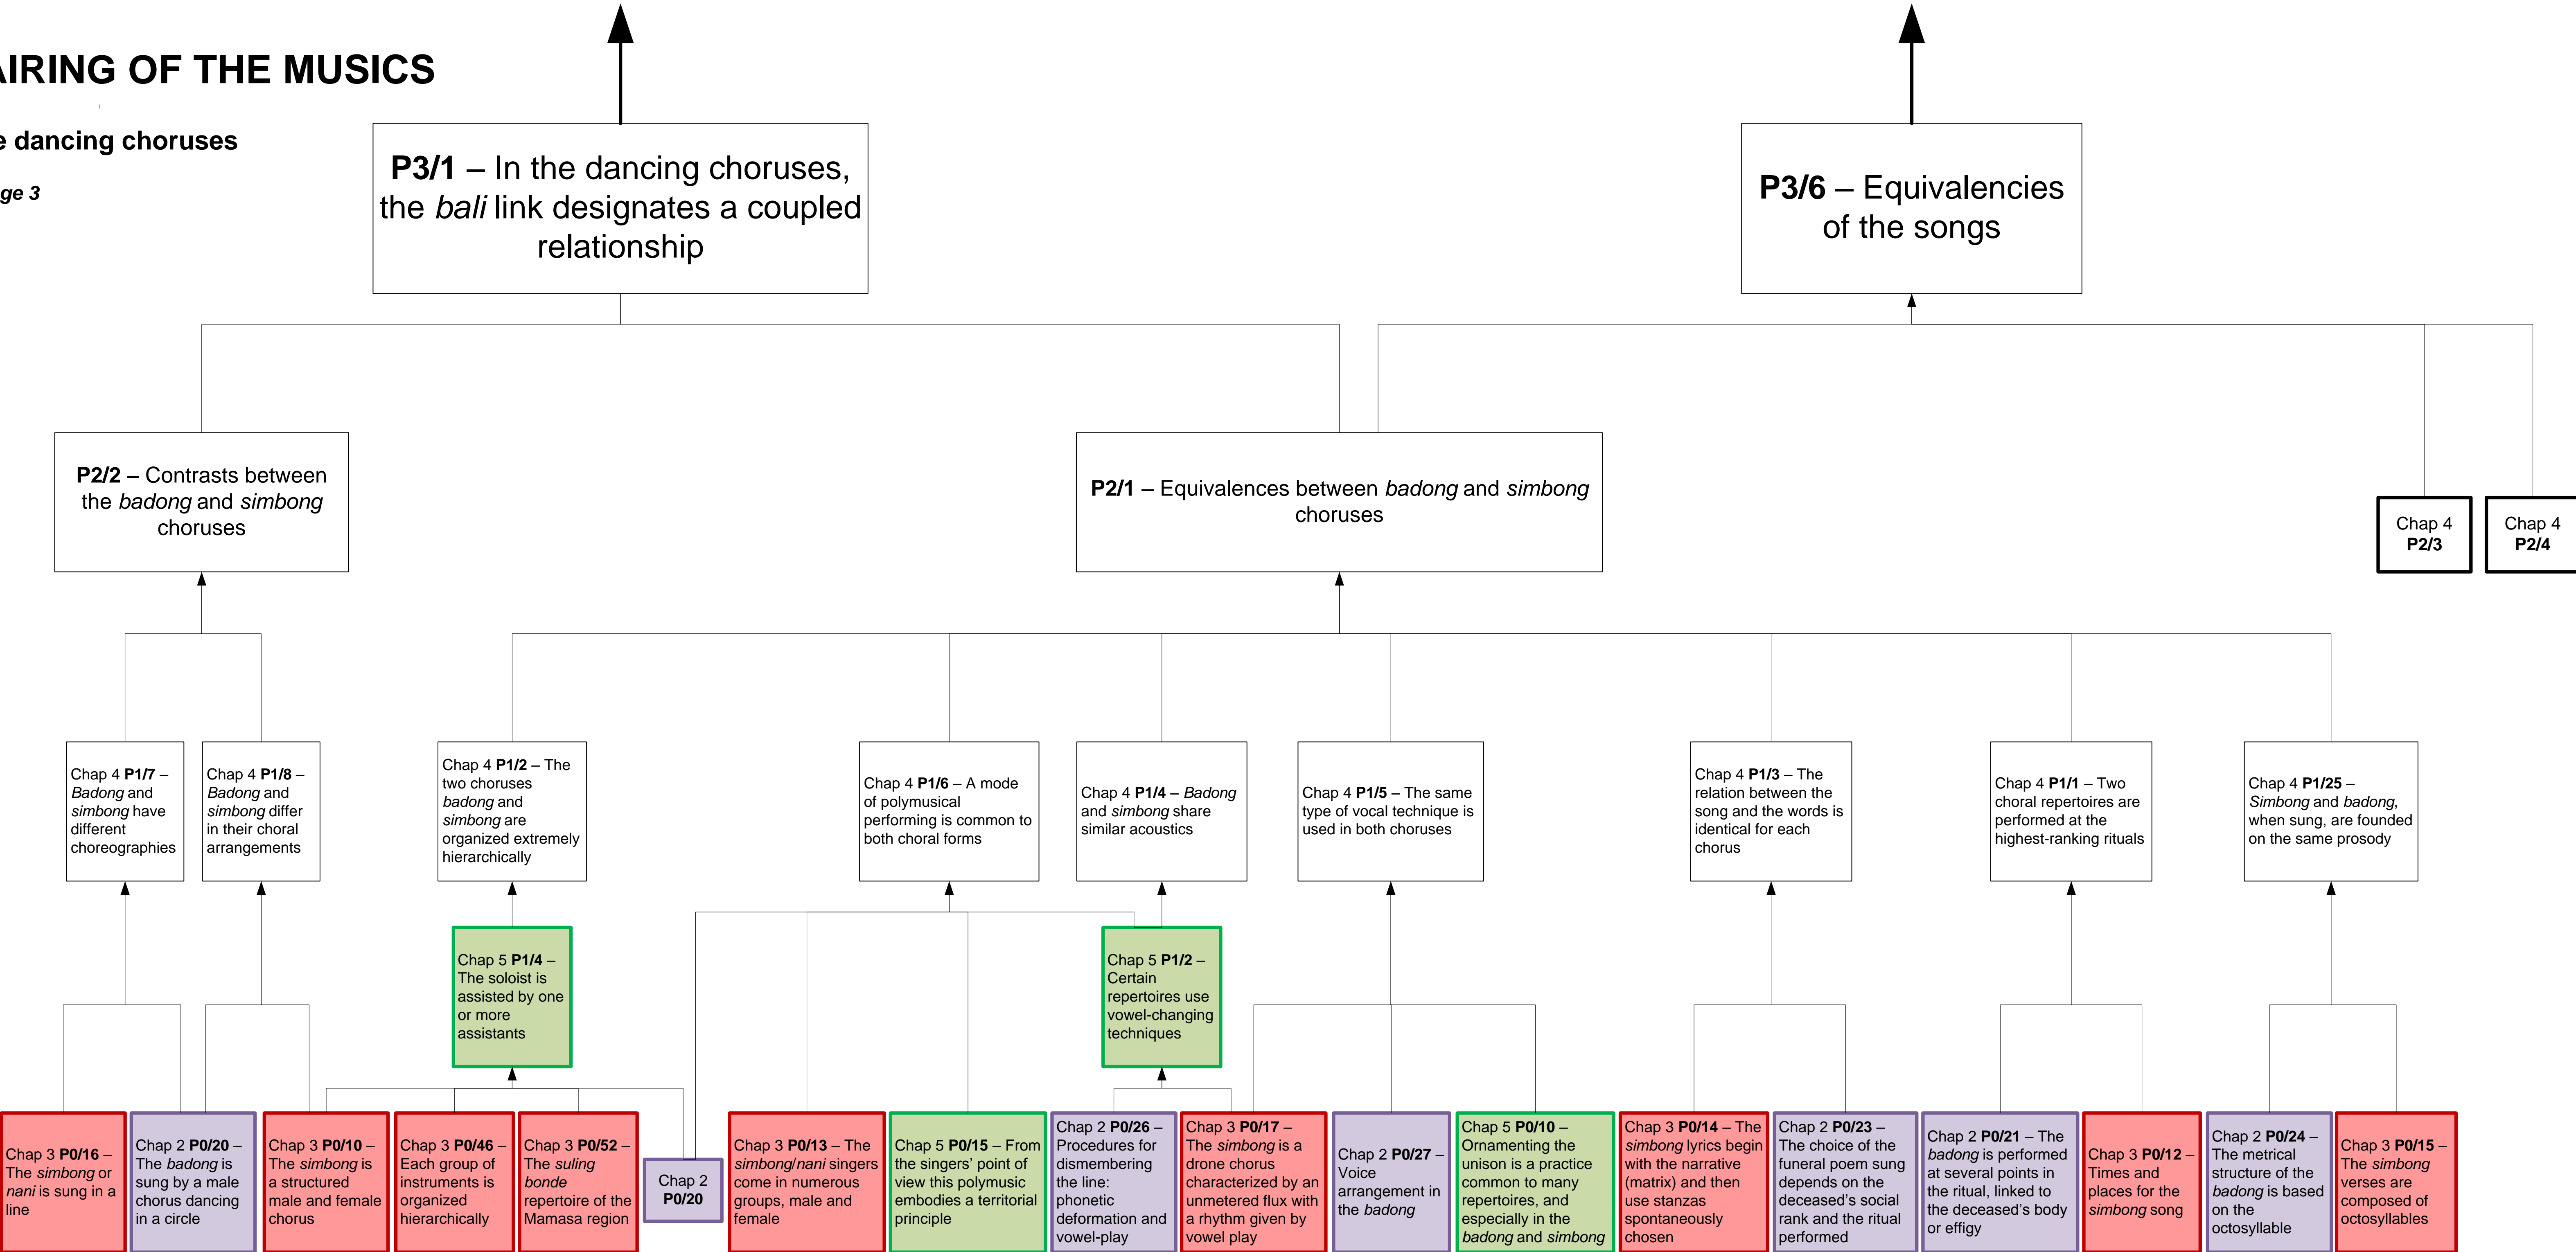 AIRING OF THE MUSICS
e dancing choruses
ge 3
P3/1 – In the dancing choruses,
the bali link designates a coupled
relationship
P3/6 – Equivalencies
of the songs
P2/2 – Contrasts between
the badong and simbong
choruses
P2/1 – Equivalences between badong and simbong
choruses
Chap 4
P2/3
Chap 4
P2/4
Chap 4 P1/7 –
Badong and
simbong have
different
choreographies
Chap 4 P1/8 –
Badong and
simbong differ
in their choral
arrangements
Chap 4 P1/2 – The
two choruses
badong and
simbong are
organized extremely
hierarchically
Chap 4 P1/6 – A mode
of polymusical
performing is common to
both choral forms
Chap 4 P1/4 – Badong
and simbong share
similar acoustics
Chap 4 P1/5 – The same
type of vocal technique is
used in both choruses
Chap 4 P1/3 – The
relation between the
song and the words is
identical for each
chorus
Chap 4 P1/1 – Two
choral repertoires are
performed at the
highest-ranking rituals
Chap 4 P1/25 –
Simbong and badong,
when sung, are founded
on the same prosody
Chap 5 P1/4 –
The soloist is
assisted by one
or more
assistants
Chap 5 P1/2 –
Certain
repertoires use
vowel-changing
techniques
Chap 3 P0/16 –
The simbong or
nani is sung in a
line
Chap 2 P0/20 –
The badong is
sung by a male
chorus dancing
in a circle
Chap 3 P0/10 –
The simbong is
a structured
male and female
chorus
Chap 3 P0/46 –
Each group of
instruments is
organized
hierarchically
Chap 3 P0/52 –
The suling
bonde
repertoire of the
Mamasa region
Chap 2
P0/20
Chap 3 P0/13 – The
simbong/nani singers
come in numerous
groups, male and
female
Chap 5 P0/15 – From
the singers’ point of
view this polymusic
embodies a territorial
principle
Chap 2 P0/26 –
Procedures for
dismembering
the line:
phonetic
deformation and
vowel-play
Chap 3 P0/17 –
The simbong is a
drone chorus
characterized by an
unmetered flux with
a rhythm given by
vowel play
Chap 2 P0/27 –
Voice
arrangement in
the badong
Chap 5 P0/10 –
Ornamenting the
unison is a practice
common to many
repertoires, and
especially in the
badong and simbong
Chap 3 P0/14 – The
simbong lyrics begin
with the narrative
(matrix) and then
use stanzas
spontaneously
chosen
Chap 2 P0/23 –
The choice of the
funeral poem sung
depends on the
deceased’s social
rank and the ritual
performed
Chap 2 P0/21 – The
badong is performed
at several points in
the ritual, linked to
the deceased’s body
or effigy
Chap 3 P0/12 –
Times and
places for the
simbong song
Chap 2 P0/24 –
The metrical
structure of the
badong is based
on the
octosyllable
Chap 3 P0/15 –
The simbong
verses are
composed of
octosyllables